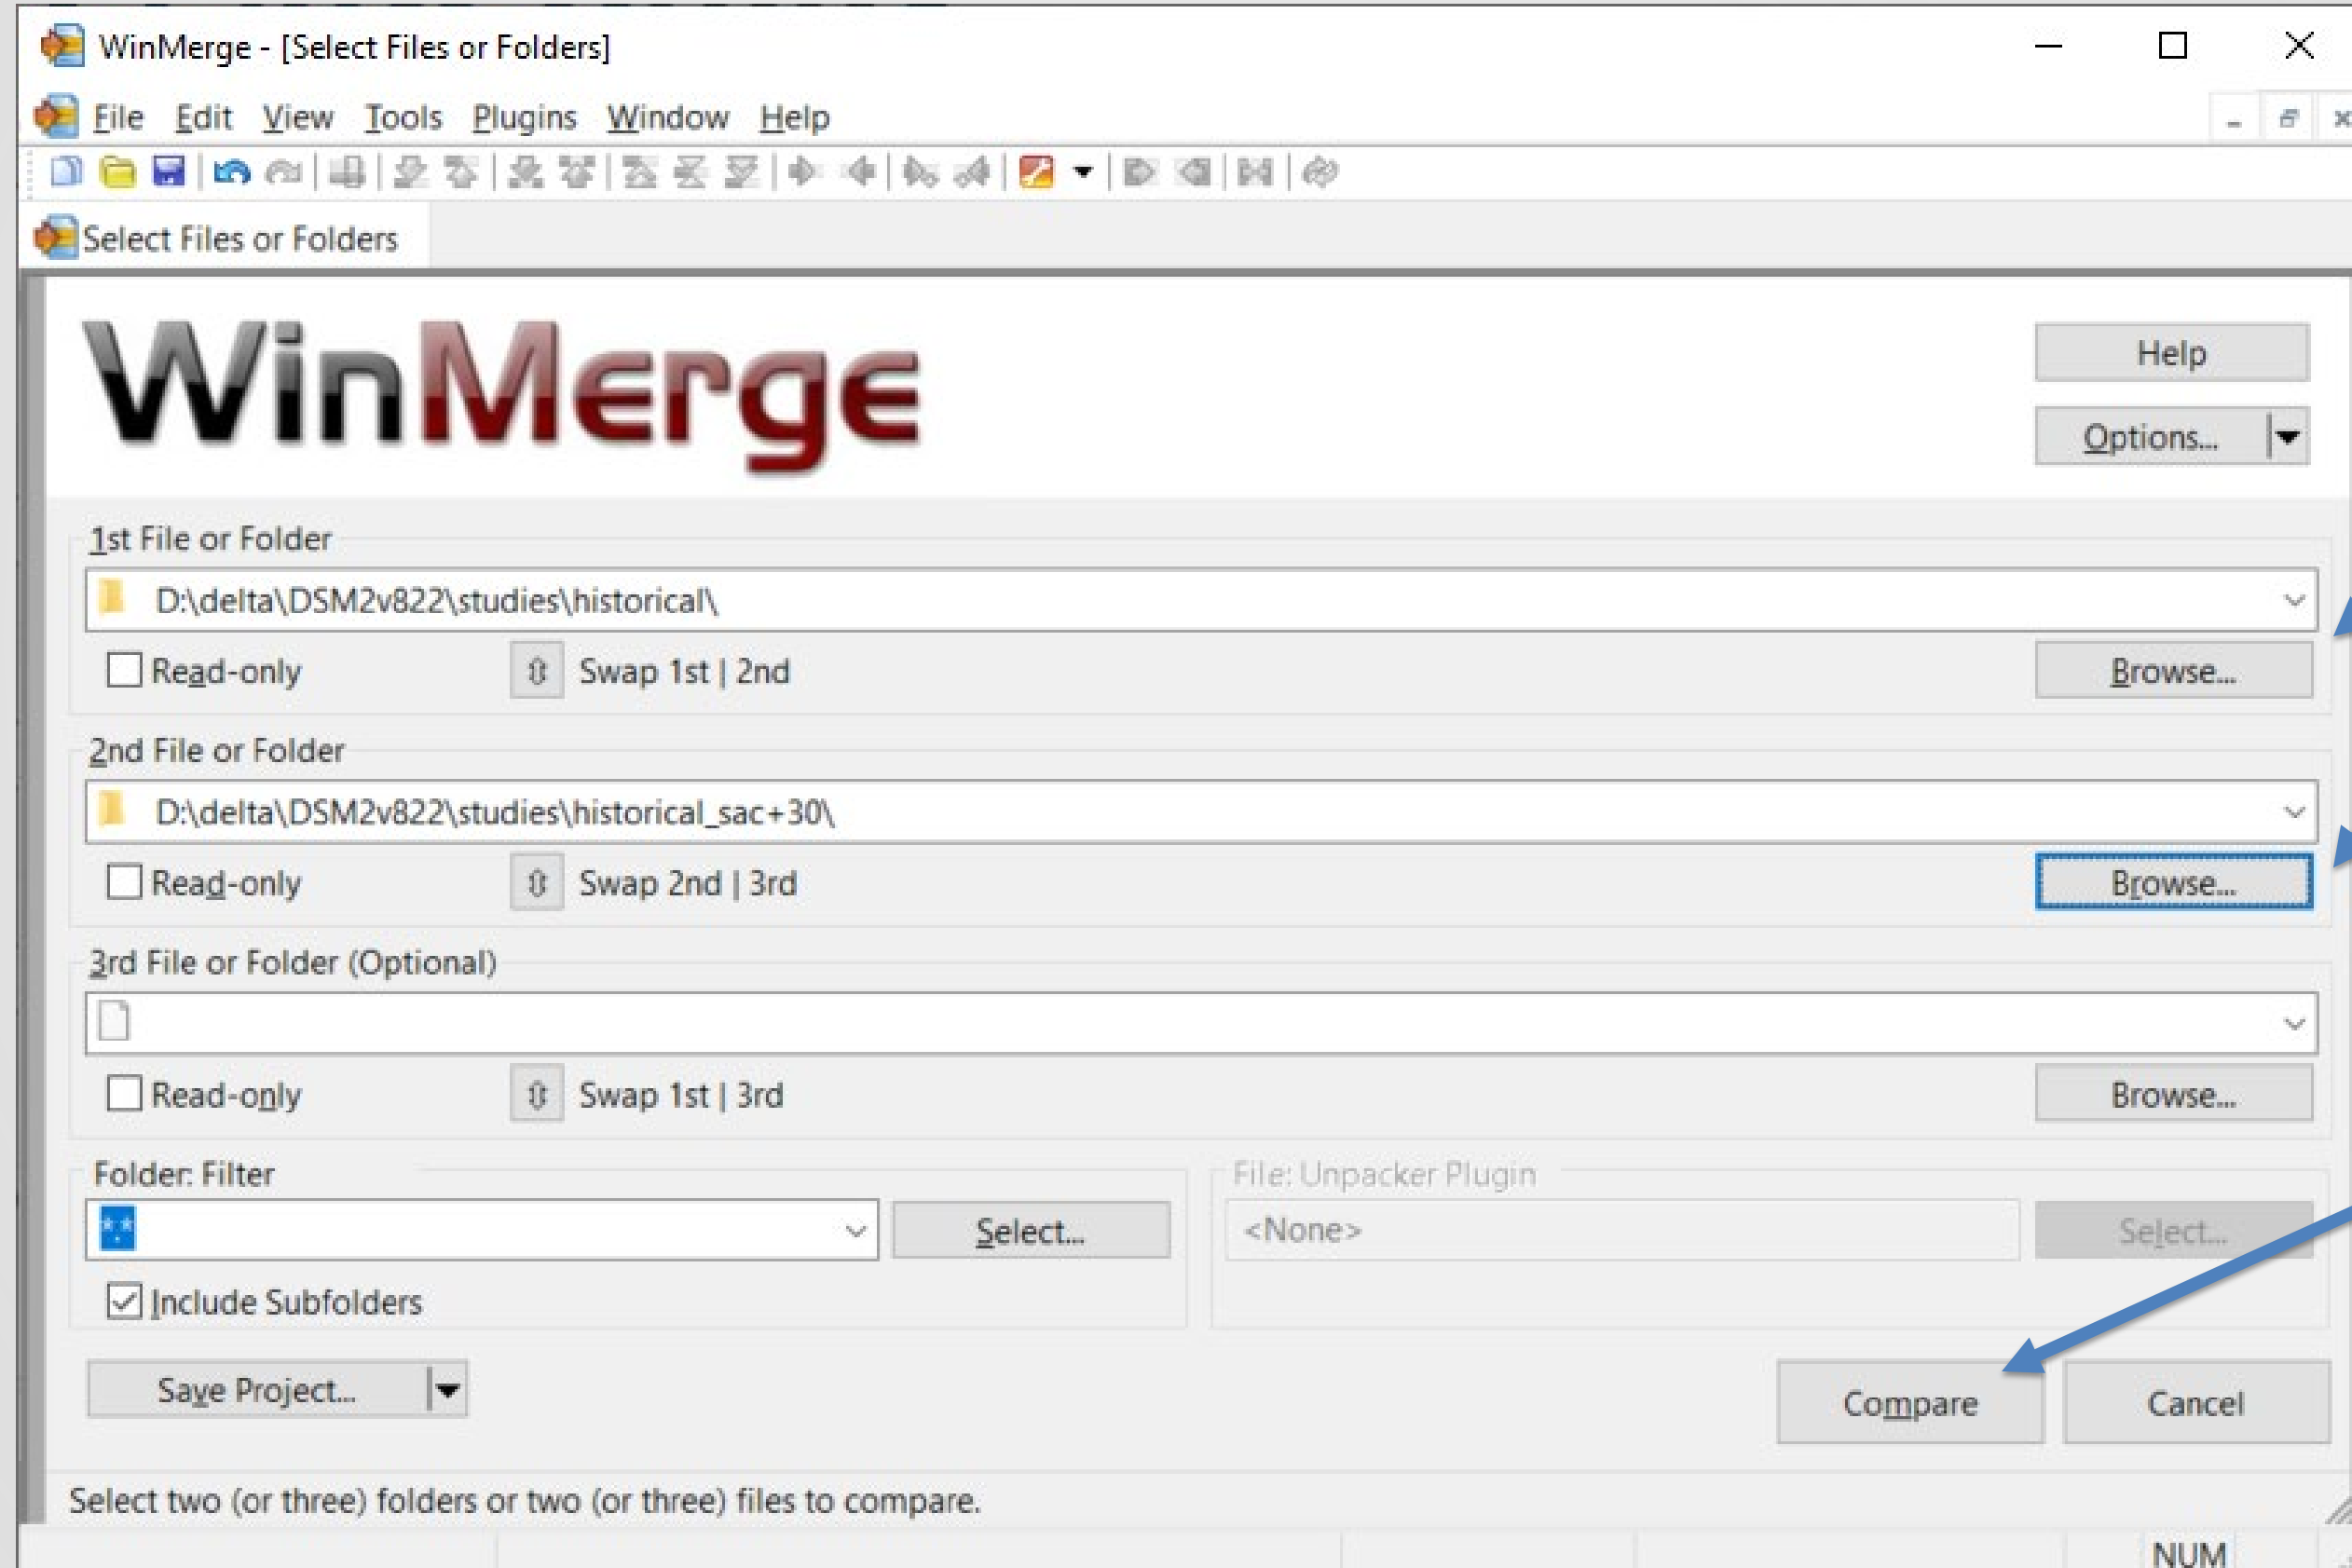 WinMerge - [Select Files or Folders]
File Edit View Tools Plugins Window Help
Select Files or Folders
WinMerge
Help
Options...
1st File or Folder
D:\delta\DSM2v822\studies\historical\
Read-only Swap 1st | 2nd Browse...
2nd File or Folder
D:\delta\DSM2v822\studies\historical_sac+30\
Read-only Swap 2nd | 3rd Browse...
3rd File or Folder (Optional)
Read-only Swap 1st | 3rd Browse...
Folder: Filter File: Unpacker Plugin
*.* Select... <None> Select...
Include Subfolders
Save Project... Compare Cancel
Select two (or three) folders or two (or three) files to compare.
NUM